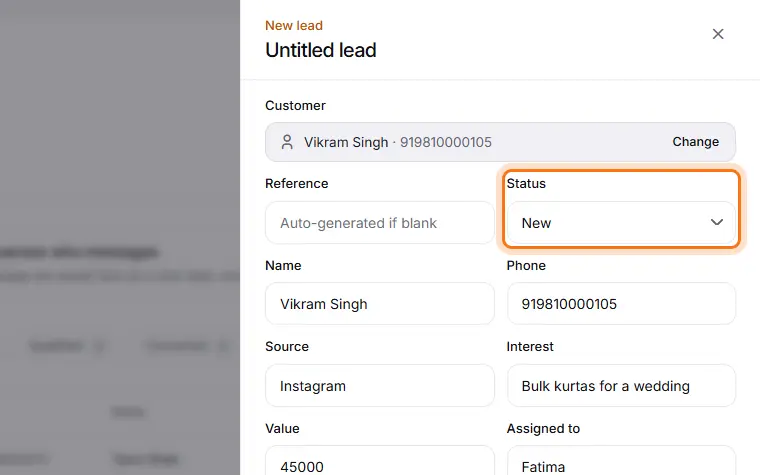 New lead
Untitled lead
Customer
Vikram Singh · 919810000105
Change
Reference
Status
Auto-generated if blank
New
Name
Phone
Vikram Singh
919810000105
Source
Interest
Instagram
Bulk kurtas for a wedding
Value
Assigned to
45000
Fatima